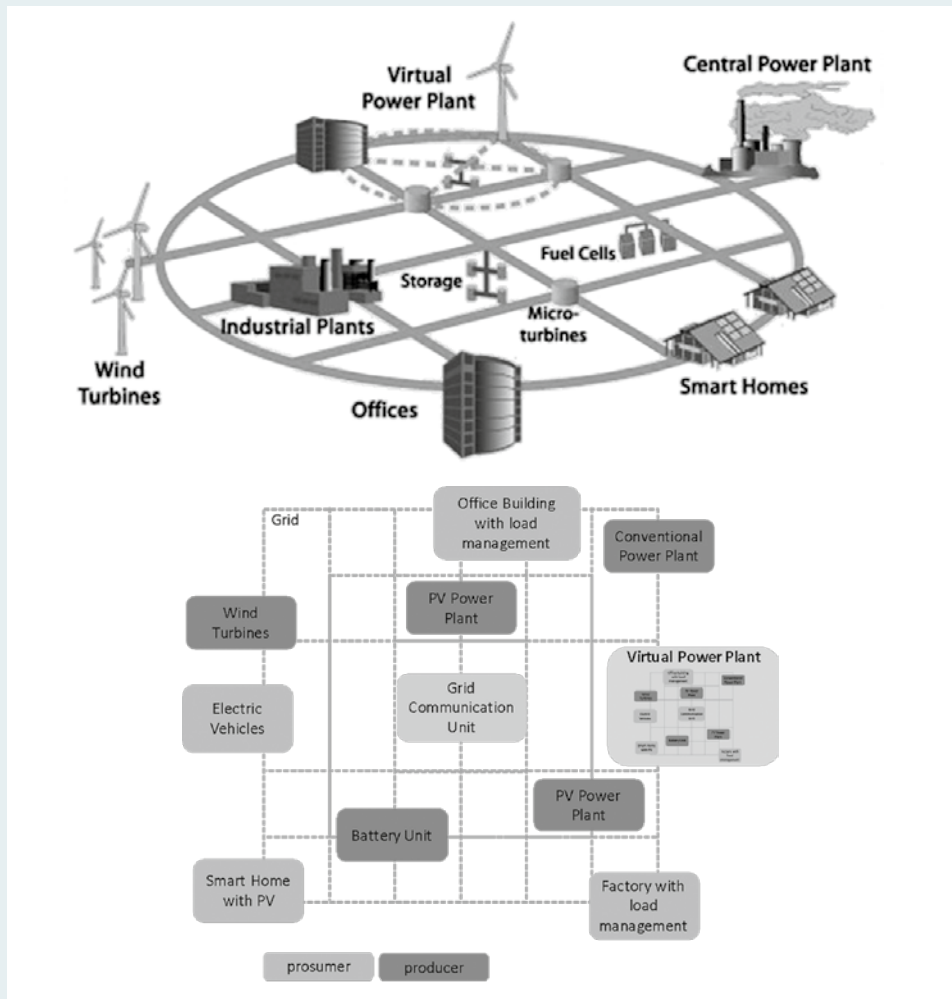 Virtual
Power Plant
Central Power Plant
Fuel Cells
Storage
Industrial Plants
Micro-
turbines
Wind
Turbines
Offices
Smart Homes
Office Building
with load
management
Grid
Conventional
Power Plant
PV Power
Plant
Wind
Turbines
Virtual Power Plant
Electric
Vehicles
Grid
Communication
Unit
PV Power
Plant
Battery Unit
Smart Home
with PV
Factory with
load
management
prosumer
producer